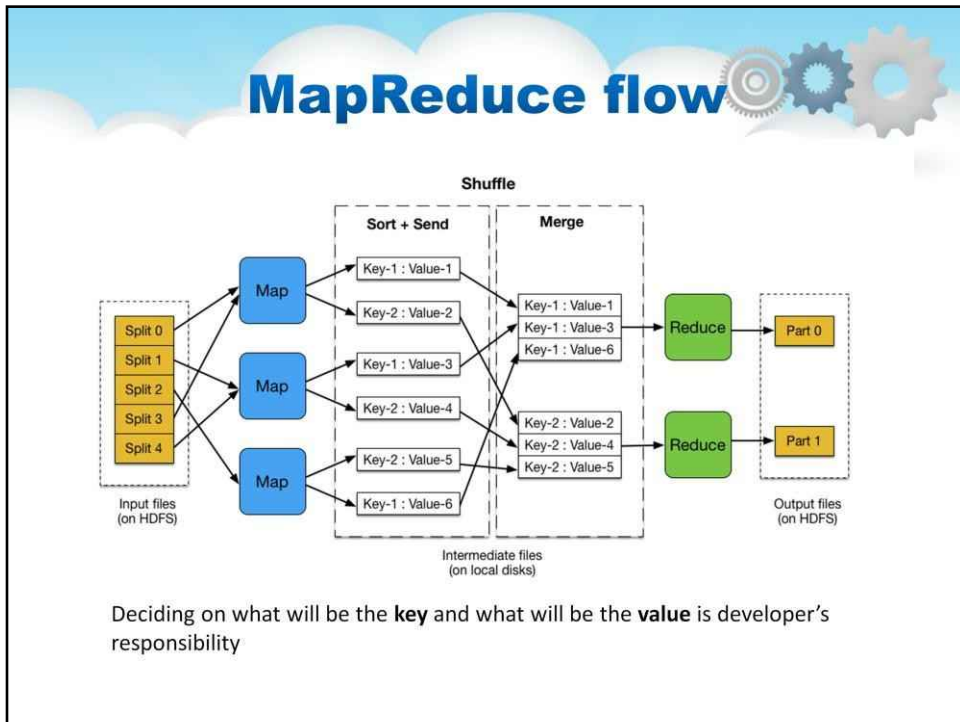 MapReduce flow
Shuffle
Sort + Send
Merge
Split 0
Split 1
Split 2
Split 3
Split 4
Input files
(on HDFS)
Map
Map
Map
Key-1 : Value-1
Key-2 : Value-2
Key-1 : Value-3
Key-2 : Value-4
Key-2 : Value-5
Key-1 : Value-6
Intermediate files
(on local disks)
Key-1 : Value-1
Key-1 : Value-3
Key-1 : Value-6
Key-2 : Value-2
Key-2 : Value-4
Key-2 : Value-5
Reduce
Reduce
Part 0
Part 1
Output files
(on HDFS)
Deciding on what will be the key and what will be the value is developer’s
responsibility